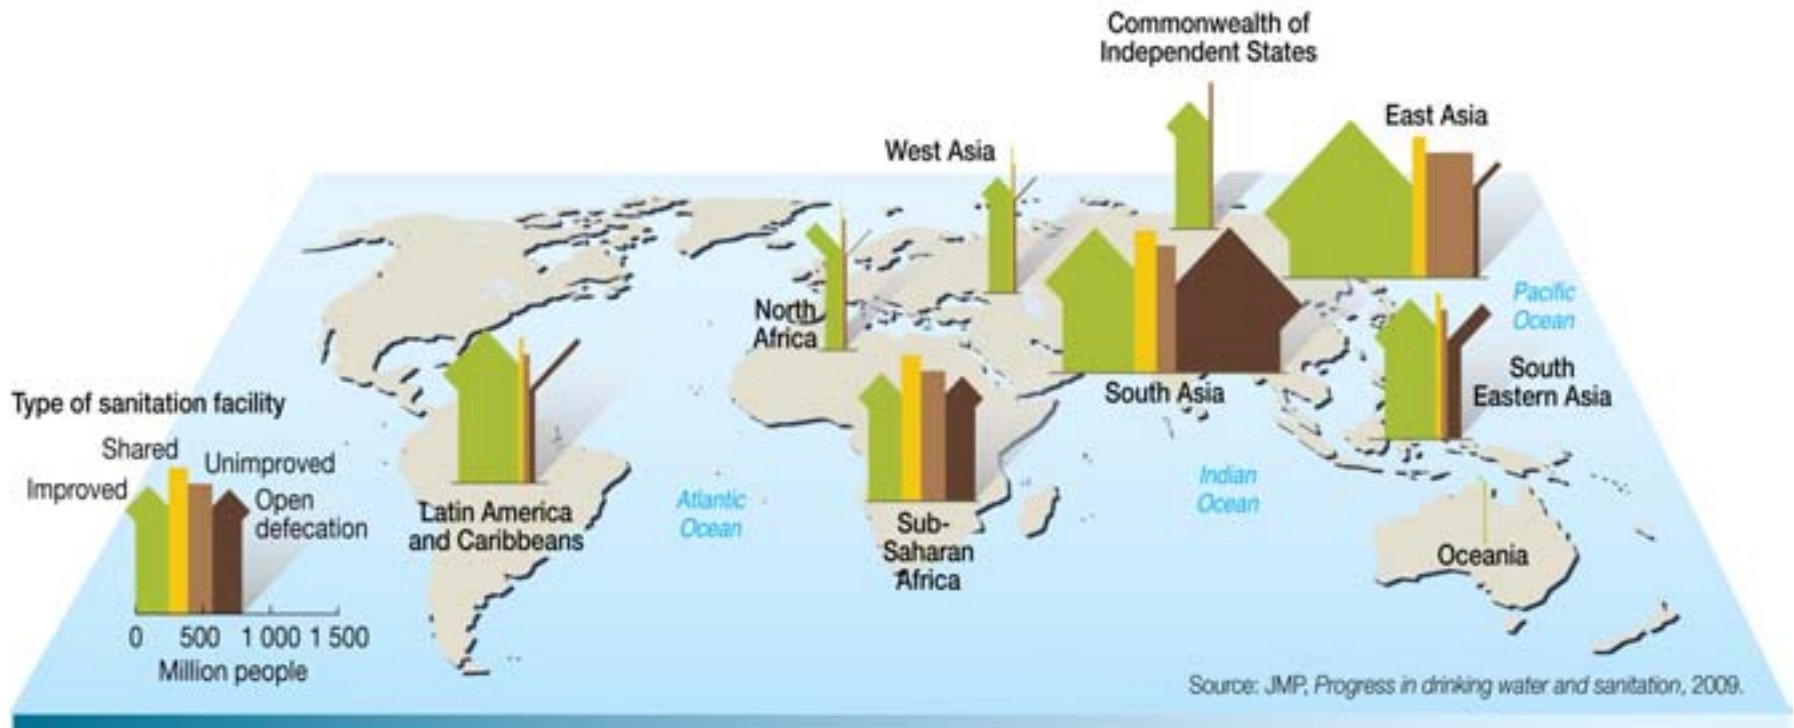 Commonwealth of
Independent States
East Asia
West Asia
North
Africa
Pacific
Ocean
South Asia
South
Eastern Asia
Type of sanitation facility
Shared
Unimproved
Improved
Open
defecation
Latin America
and Caribbeans
Atlantic
Ocean
Sub-
Saharan
Africa
Indian
Ocean
Oceania
0 500 1 000 1 500
Million people
Source: JMP, Progress in drinking water and sanitation, 2009.